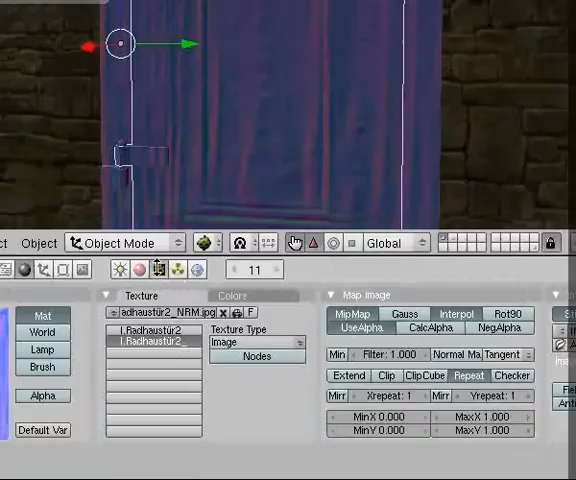 ct Object Object Mode Global
11
Texture Colors Map Image
Mat
World
Lamp
Brush
Alpha
Default Var
adhaustür2_NRM.jpg X F
I.Radhaustür2
I.Radhaustür2_
Texture Type
Image
Nodes
MipMap Gauss Interpol Rot90
UseAlpha CalcAlpha NegAlpha
Min Filter: 1.000 Normal Ma Tangent
Extend Clip ClipCube Repeat Checker
Mirr Xrepeat: 1 Mirr Yrepeat: 1
MinX 0.000 MaxX 1.000
MinY 0.000 MaxY 1.000
Anti